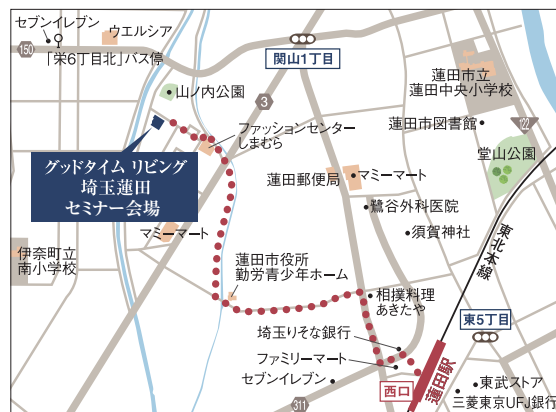 セブンイレブン
ウエルシア
150
「栄6丁目北」バス停
関山1丁目
山ノ内公園
3
蓮田市立
蓮田中央小学校
122
ファッションセンター
しまむら
蓮田市図書館
堂山公園
グッドタイム リビング
埼玉蓮田
セミナー会場
蓮田郵便局
マミーマート
鷺谷外科医院
須賀神社
マミーマート
伊奈町立
南小学校
蓮田市役所
勤労青少年ホーム
東北本線
相撲料理
あきたや
東5丁目
埼玉りそな銀行
ファミリーマート
セブンイレブン
西口
蓮田駅
東武ストア
三菱東京UFJ銀行
311